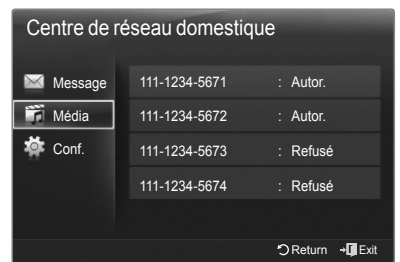 Centre de réseau domestique
Message
Média
Conf.
111-1234-5671 : Autor.
111-1234-5672 : Autor.
111-1234-5673 : Refusé
111-1234-5674 : Refusé
Return Exit